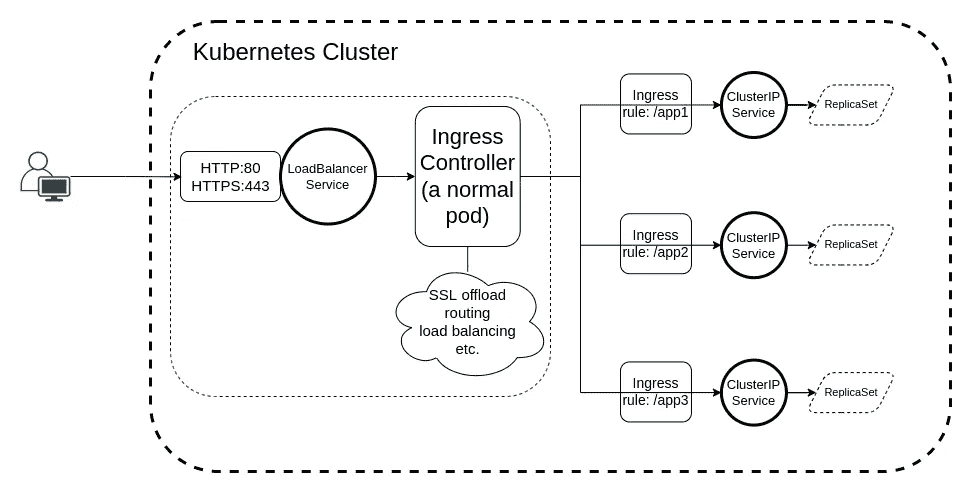 Kubernetes Cluster
HTTP:80
HTTPS:443
LoadBalancer
Service
Ingress
Controller
(a normal
pod)
SSL offload
routing
load balancing
etc.
Ingress
rule: /app1
ClusterIP
Service
ReplicaSet
Ingress
rule: /app2
ClusterIP
Service
ReplicaSet
Ingress
rule: /app3
ClusterIP
Service
ReplicaSet